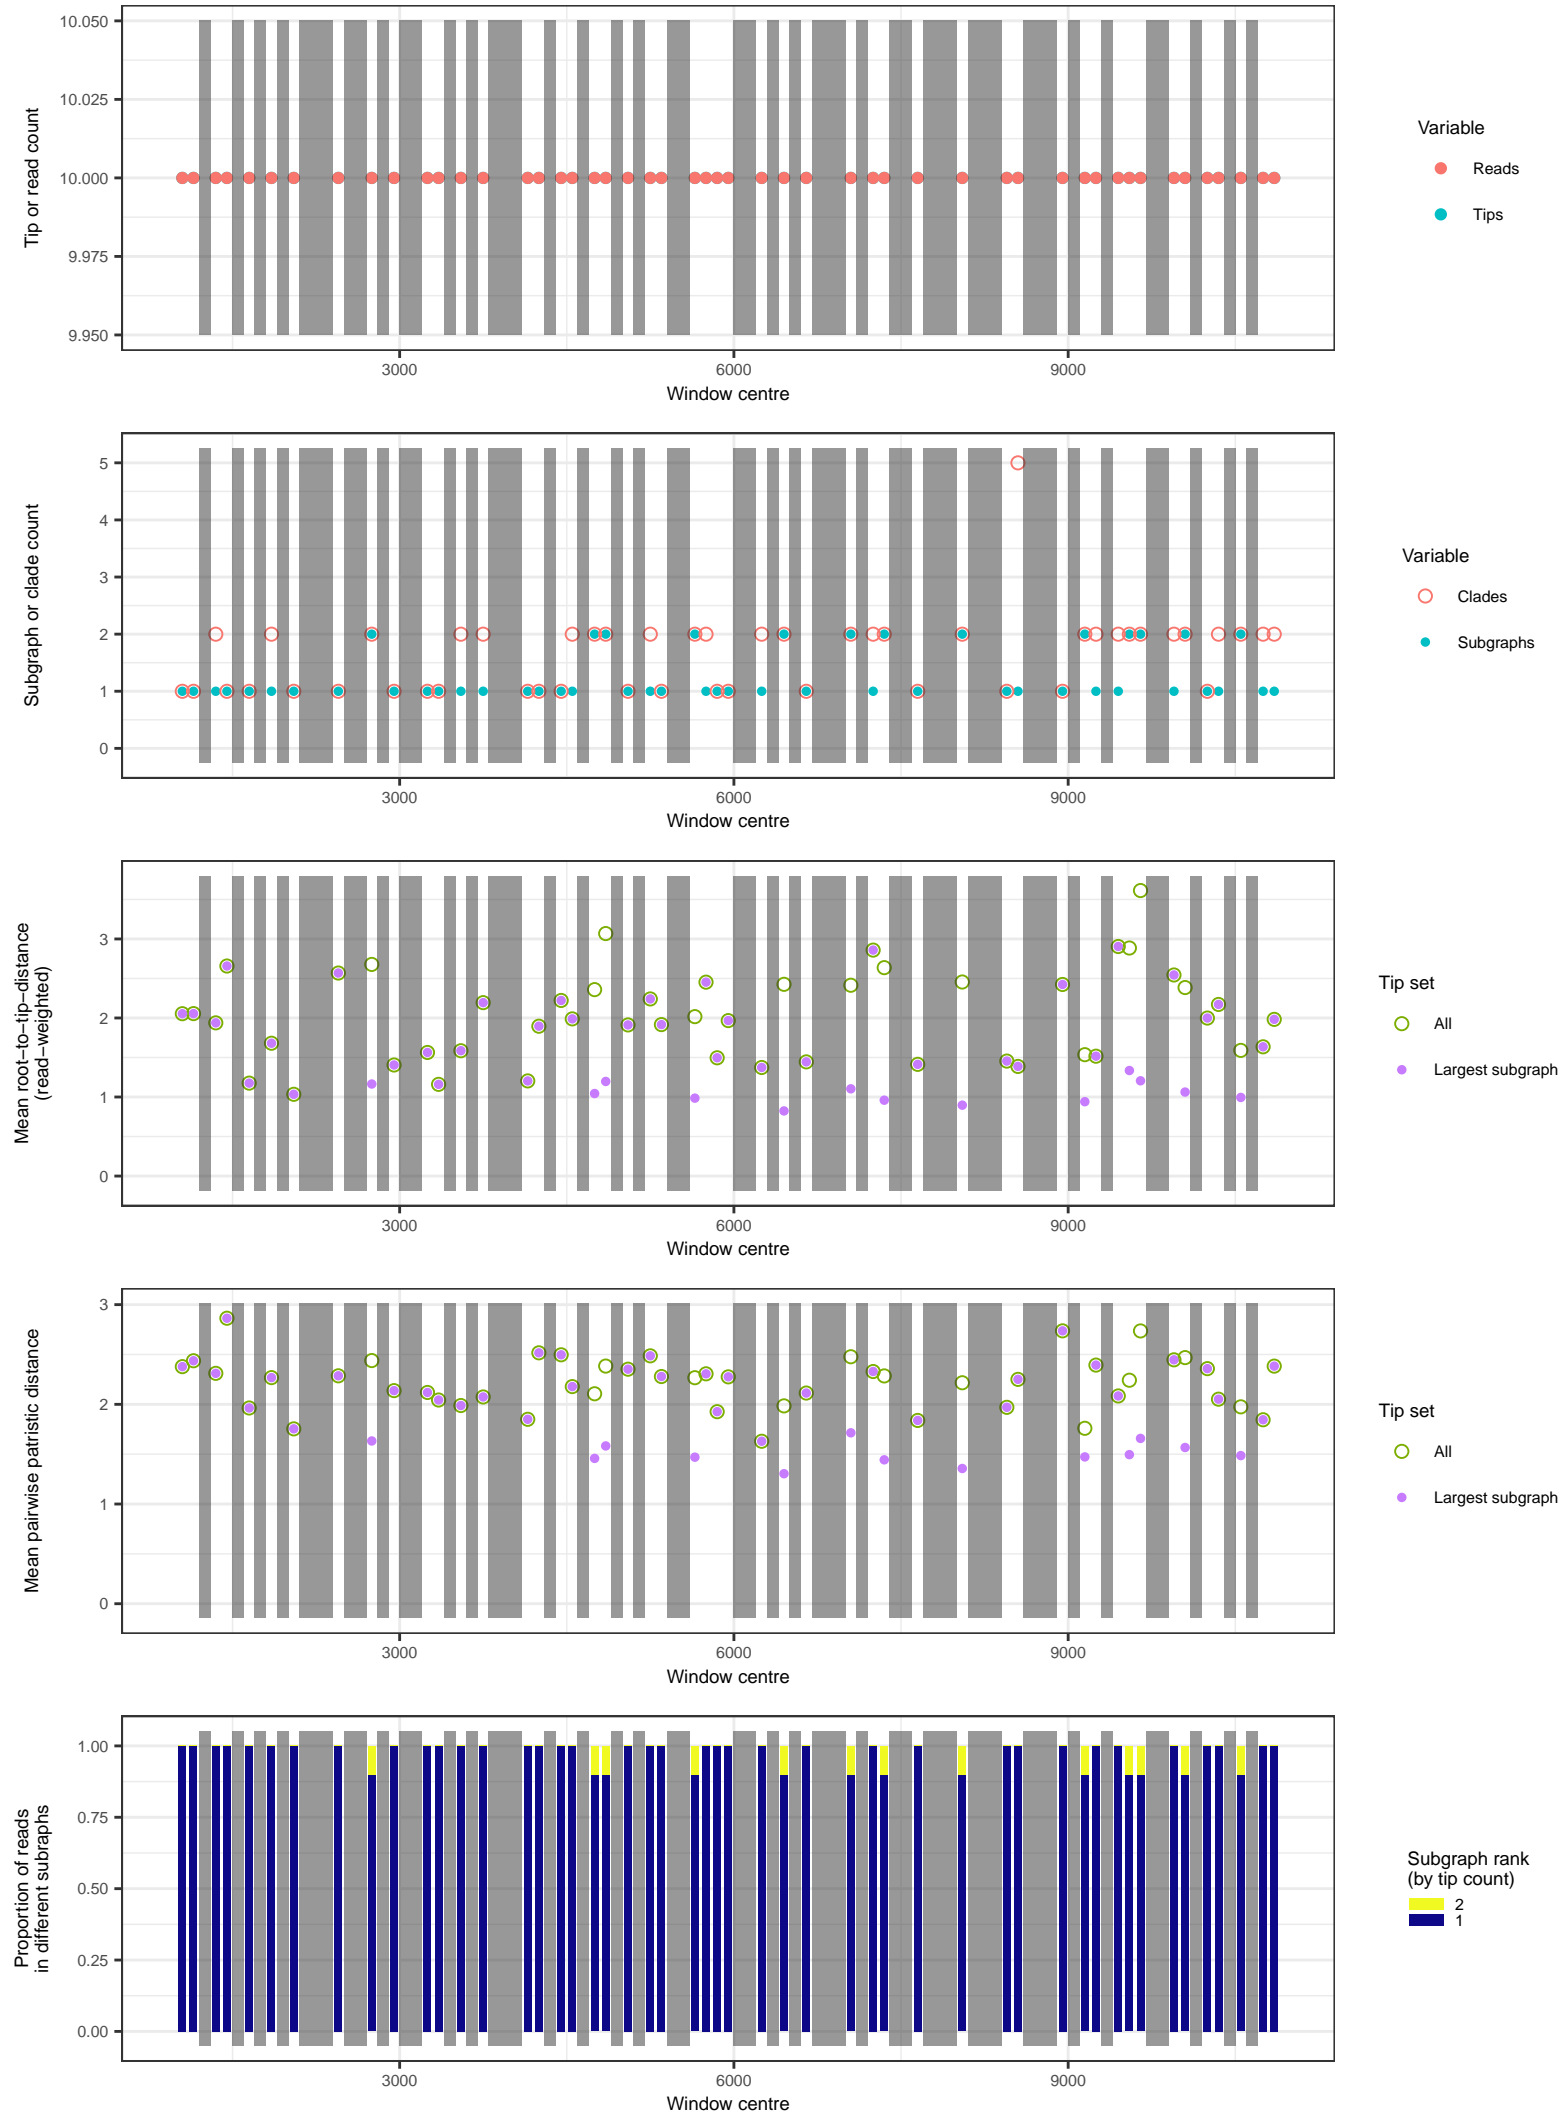 10.050
10.025
10.000
9.975
9.950
Tip or read count
3000
6000
9000
Window centre
Variable
Reads
Tips
5
4
3
2
1
0
Subgraph or clade count
3000
6000
9000
Window centre
Variable
Clades
Subgraphs
3
2
1
0
Mean root−to−tip−distance
(read−weighted)
3000
6000
9000
Window centre
Tip set
All
Largest subgraph
3
2
1
0
Mean pairwise patristic distance
3000
6000
9000
Window centre
Tip set
All
Largest subgraph
1.00
0.75
0.50
0.25
0.00
Proportion of reads
in different subraphs
3000
6000
9000
Window centre
Subgraph rank
(by tip count)
2
1